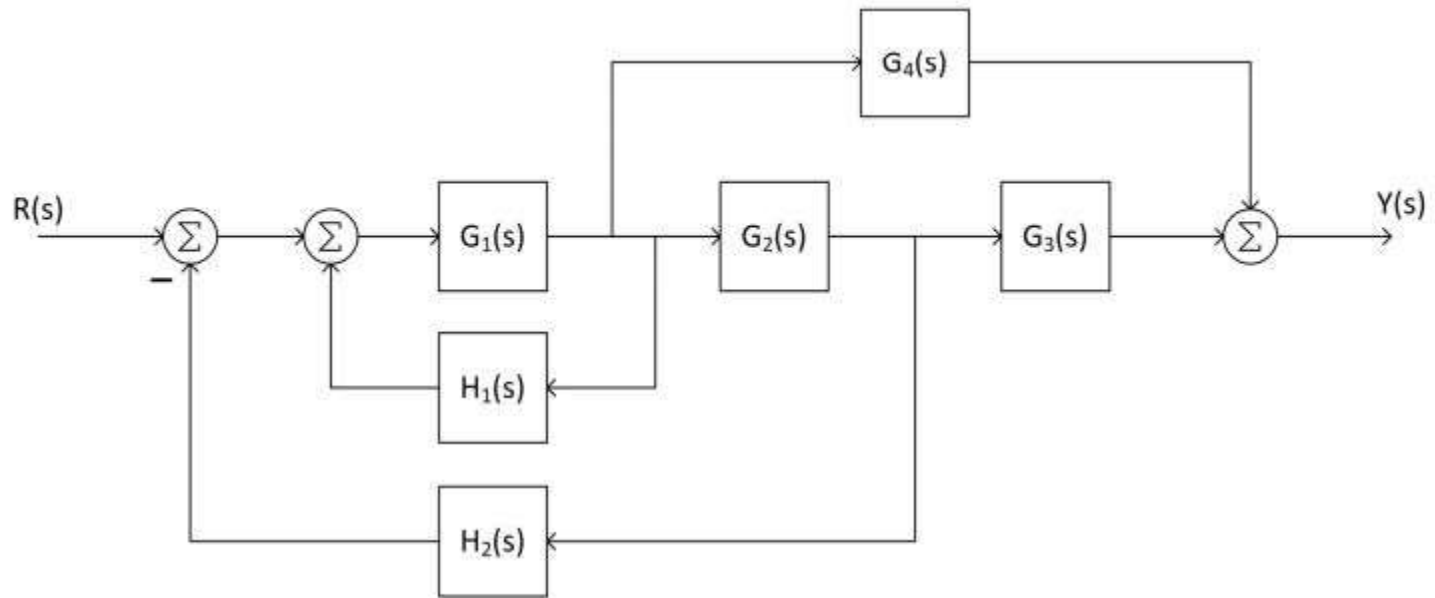 G₄(s)
R(s)
Σ
Σ
G₁(s)
G₂(s)
G₃(s)
Σ
Y(s)
−
H₁(s)
H₂(s)